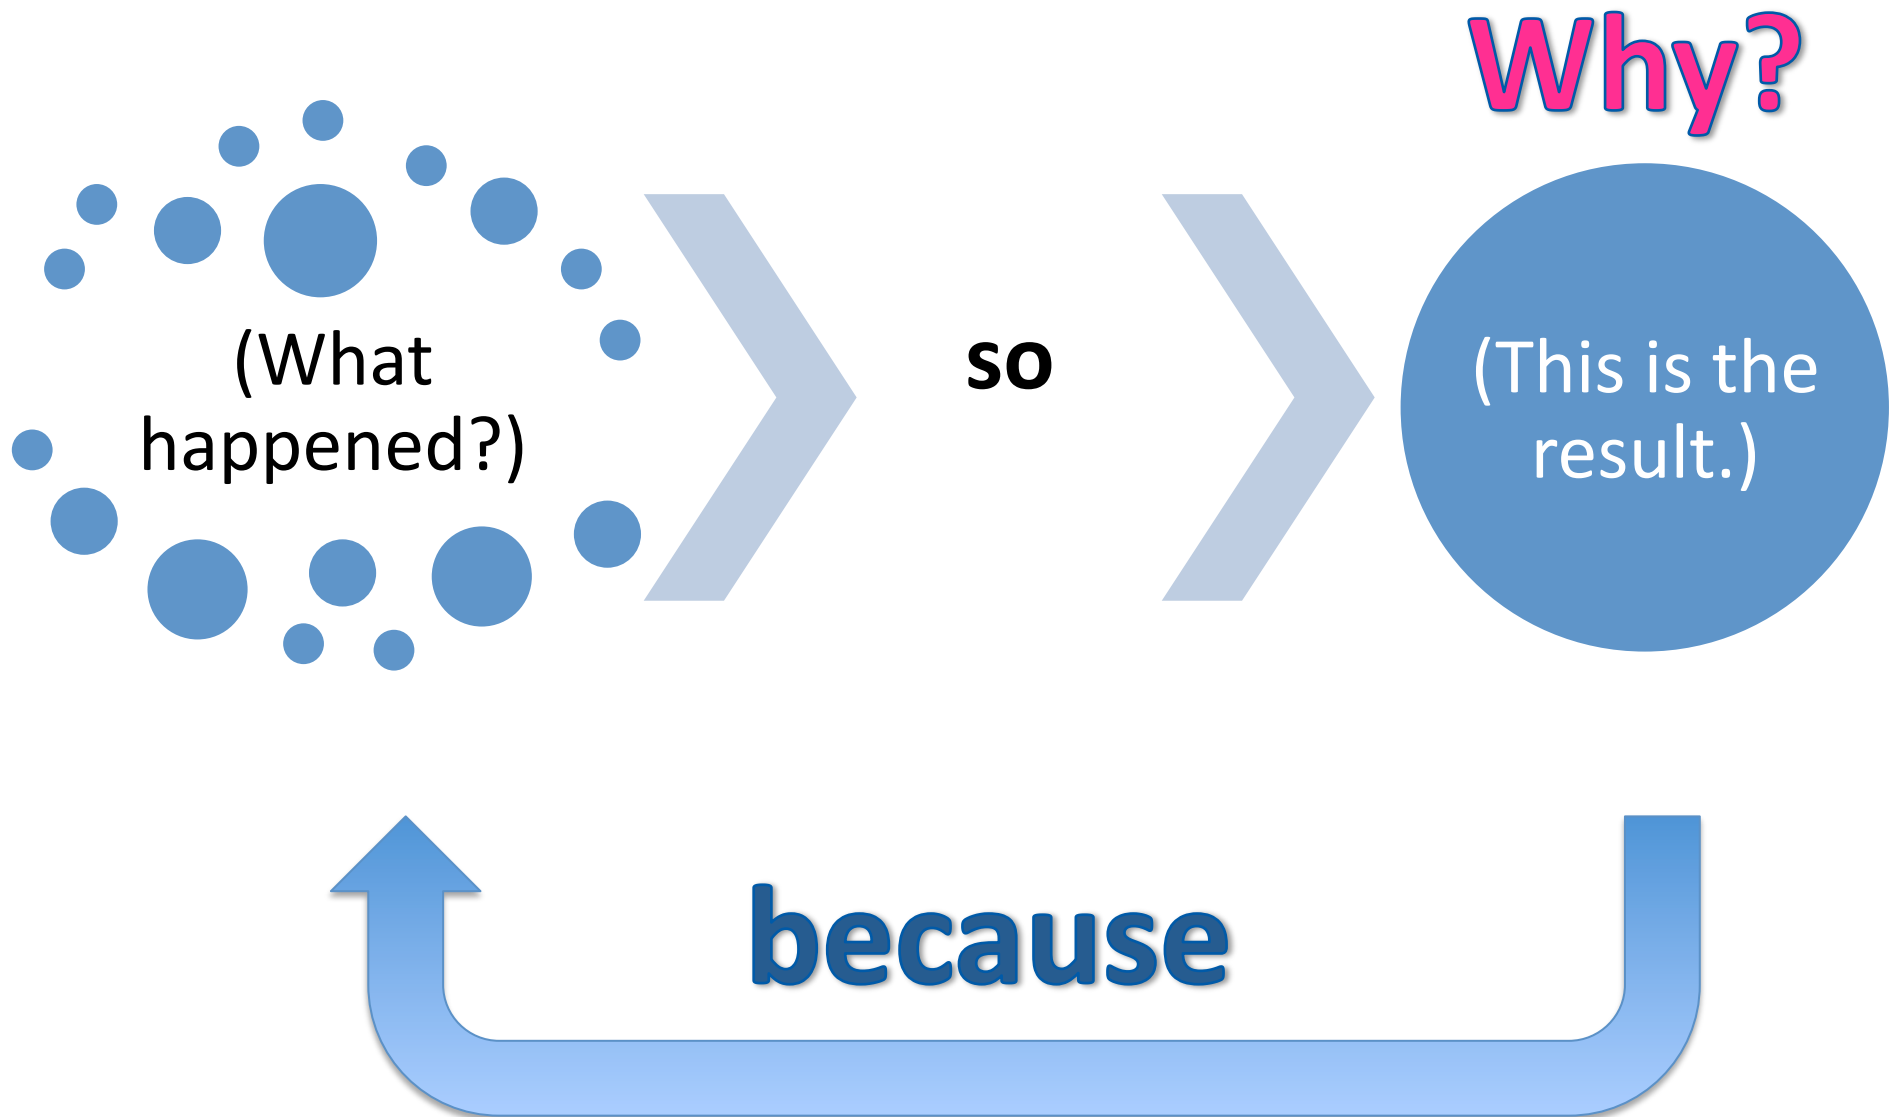 Why?
(What
happened?)
so
(This is the
result.)
because